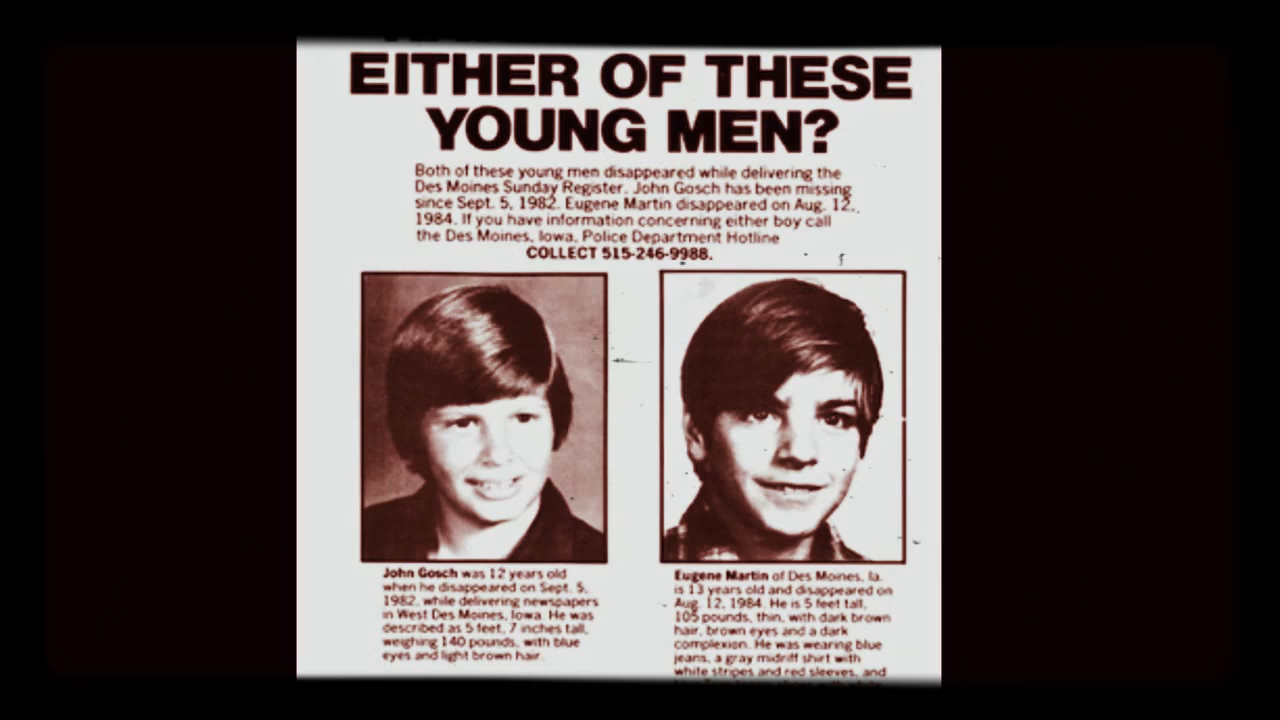 EITHER OF THESE
YOUNG MEN?
Both of these young men disappeared while delivering the
Des Moines Sunday Register. John Gosch has been missing
since Sept. 5, 1982. Eugene Martin disappeared on Aug. 12,
1984. If you have information concerning either boy call
the Des Moines, Iowa, Police Department Hotline
COLLECT 515-246-9988.
John Gosch was 12 years old
when he disappeared on Sept. 5,
1982, while delivering newspapers
in West Des Moines, Iowa. He was
described as 5 feet, 7 inches tall,
weighing 140 pounds, with blue
eyes and light brown hair.
Eugene Martin of Des Moines, Ia.
is 13 years old and disappeared on
Aug. 12, 1984. He is 5 feet tall,
105 pounds, thin, with dark brown
hair, brown eyes and a dark
complexion. He was wearing blue
jeans, a gray midriff shirt with
white stripes and red sleeves, and